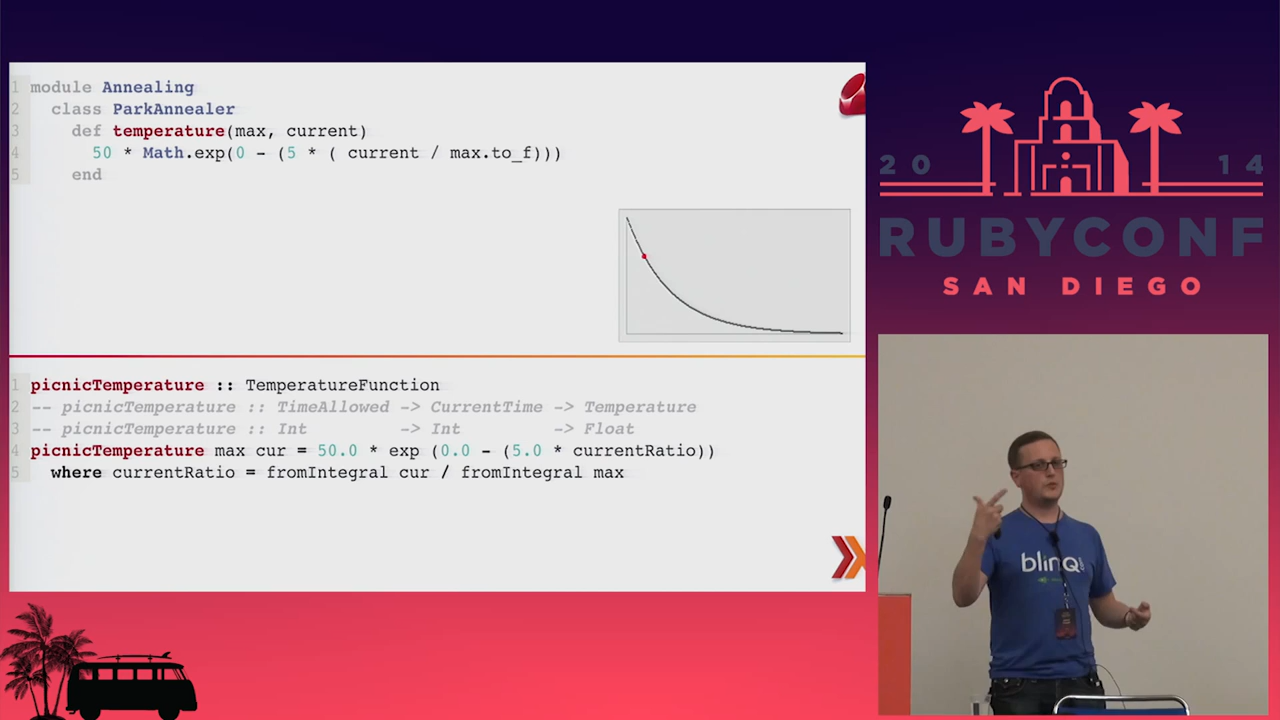 1 module Annealing
2 class ParkAnnealer
3 def temperature(max, current)
4 50 * Math.exp(0 - (5 * ( current / max.to_f)))
5 end
1 picnicTemperature :: TemperatureFunction
2 -- picnicTemperature :: TimeAllowed -> CurrentTime -> Temperature
3 -- picnicTemperature :: Int -> Int -> Float
4 picnicTemperature max cur = 50.0 * exp (0.0 - (5.0 * currentRatio))
5 where currentRatio = fromIntegral cur / fromIntegral max
20 14
RUBYCONF
SAN DIEGO
blinq